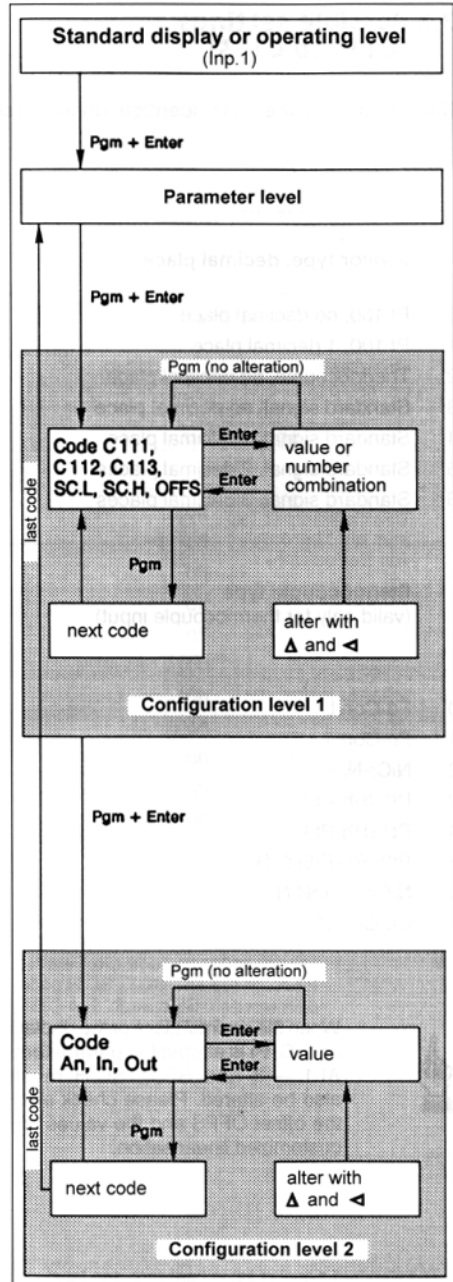 Standard display or operating level
(Inp.1)
Pgm + Enter
Parameter level
Pgm + Enter
Pgm (no alteration)
Code C111,
C112, C113,
SC.L, SC.H, OFFS
Enter
Enter
value or
number
combination
last code
Pgm
next code
alter with
Δ and ⊲
Configuration level 1
Pgm + Enter
Pgm (no alteration)
Code
An, In, Out
Enter
Enter
value
last code
Pgm
next code
alter with
Δ and ⊲
Configuration level 2